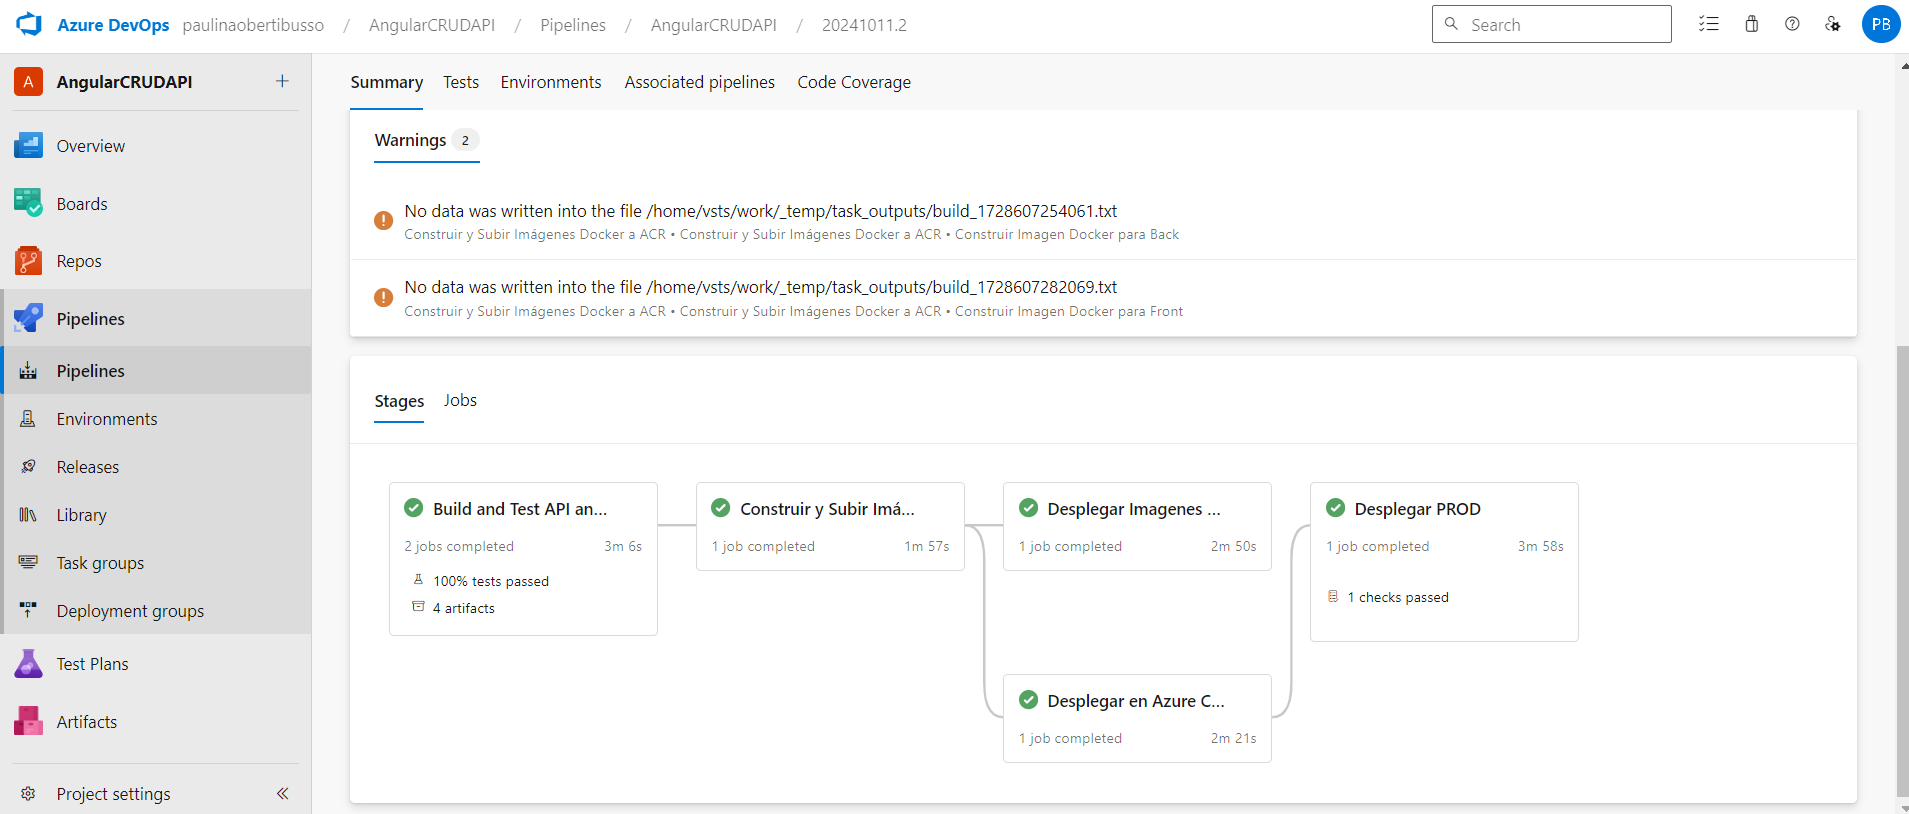 Azure DevOps paulinaobertibusso / AngularCRUDAPI / Pipelines / AngularCRUDAPI / 20241011.2
Search
PB
A AngularCRUDAPI +
Overview
Boards
Repos
Pipelines
Pipelines
Environments
Releases
Library
Task groups
Deployment groups
Test Plans
Artifacts
Project settings
Summary Tests Environments Associated pipelines Code Coverage
Warnings 2
No data was written into the file /home/vsts/work/_temp/task_outputs/build_1728607254061.txt
Construir y Subir Imágenes Docker a ACR • Construir y Subir Imágenes Docker a ACR • Construir Imagen Docker para Back
No data was written into the file /home/vsts/work/_temp/task_outputs/build_1728607282069.txt
Construir y Subir Imágenes Docker a ACR • Construir y Subir Imágenes Docker a ACR • Construir Imagen Docker para Front
Stages Jobs
Build and Test API an...
2 jobs completed 3m 6s
100% tests passed
4 artifacts
Construir y Subir Imá...
1 job completed 1m 57s
Desplegar Imagenes ...
1 job completed 2m 50s
Desplegar en Azure C...
1 job completed 2m 21s
Desplegar PROD
1 job completed 3m 58s
1 checks passed